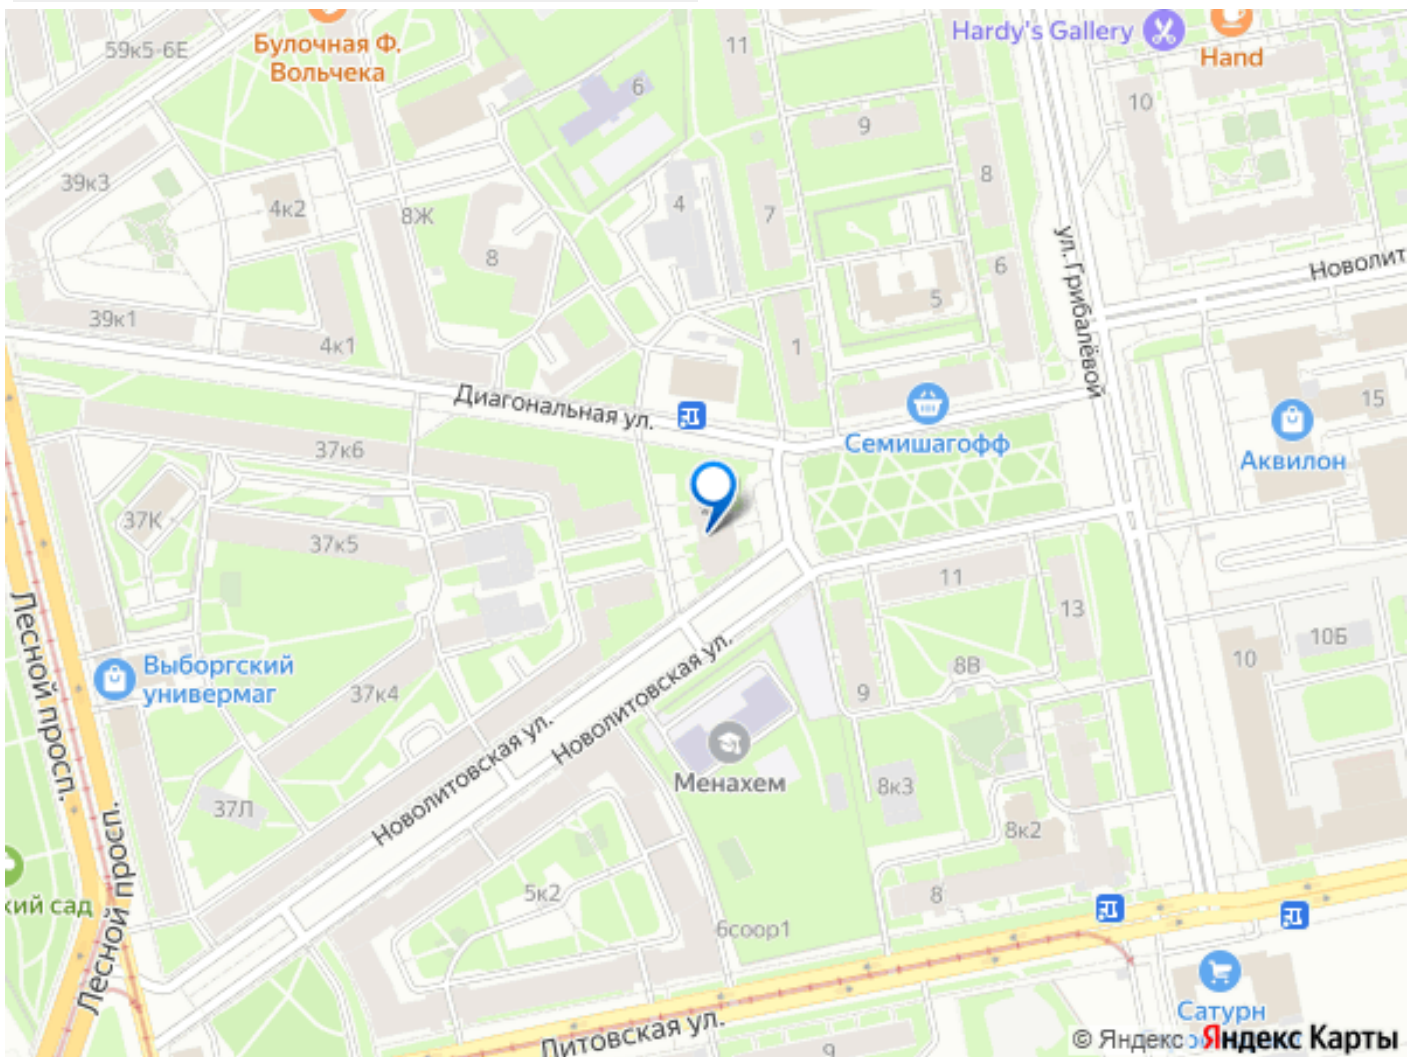 59к5-6Е
Булочная Ф.
Вольчека
11
Hardy's Gallery
Hand
6
9
10
39к3
4к2
8Ж
4
7
8
8
6
5
ул. Грибалёвой
Новолит
39к1
4к1
1
Диагональная ул.
Семишагофф
15
Аквилон
37к6
37К
37к5
11
13
10Б
10
Лесной просп.
Выборгский
универмаг
37к4
8В
9
Новолитовская ул.
Новолитовская ул.
Менахем
37Л
8к3
8к2
Лесной просп.
кий сад
5к2
8
6соор1
Сатурн
Литовская ул.
9
© Яндекс Яндекс Карты